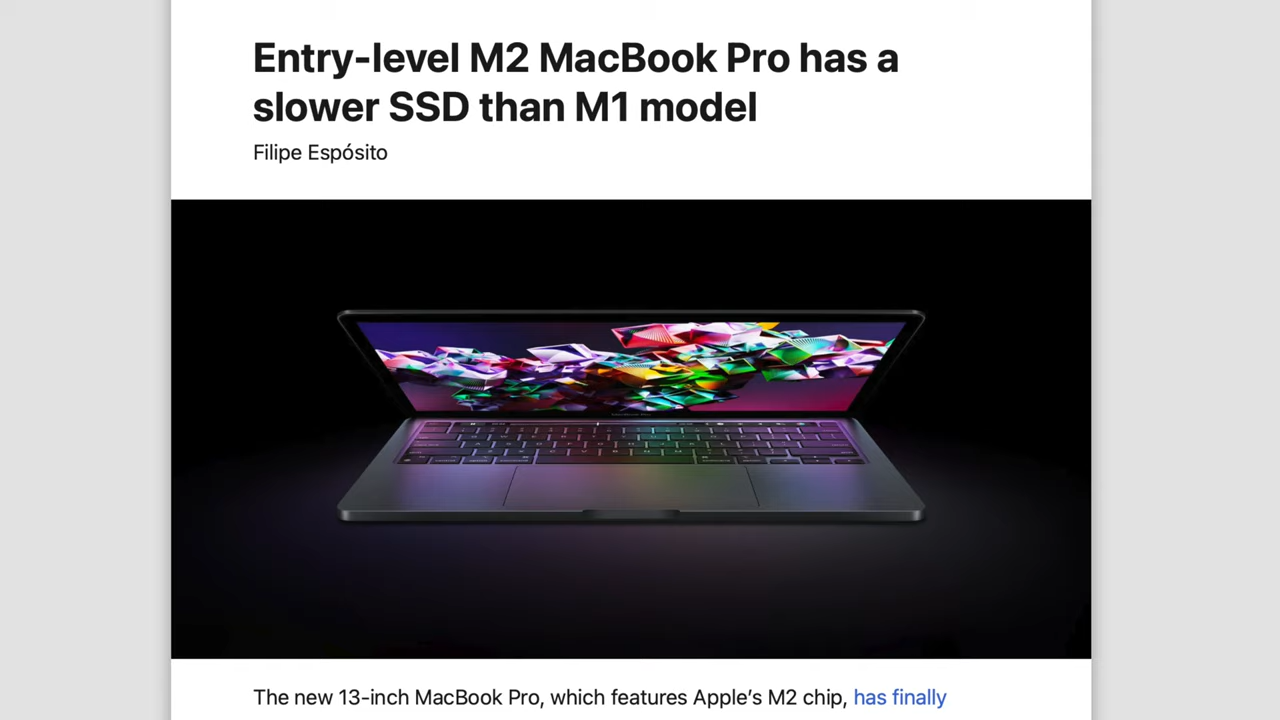 Entry-level M2 MacBook Pro has a
slower SSD than M1 model
Filipe Espósito
The new 13-inch MacBook Pro, which features Apple's M2 chip, has finally